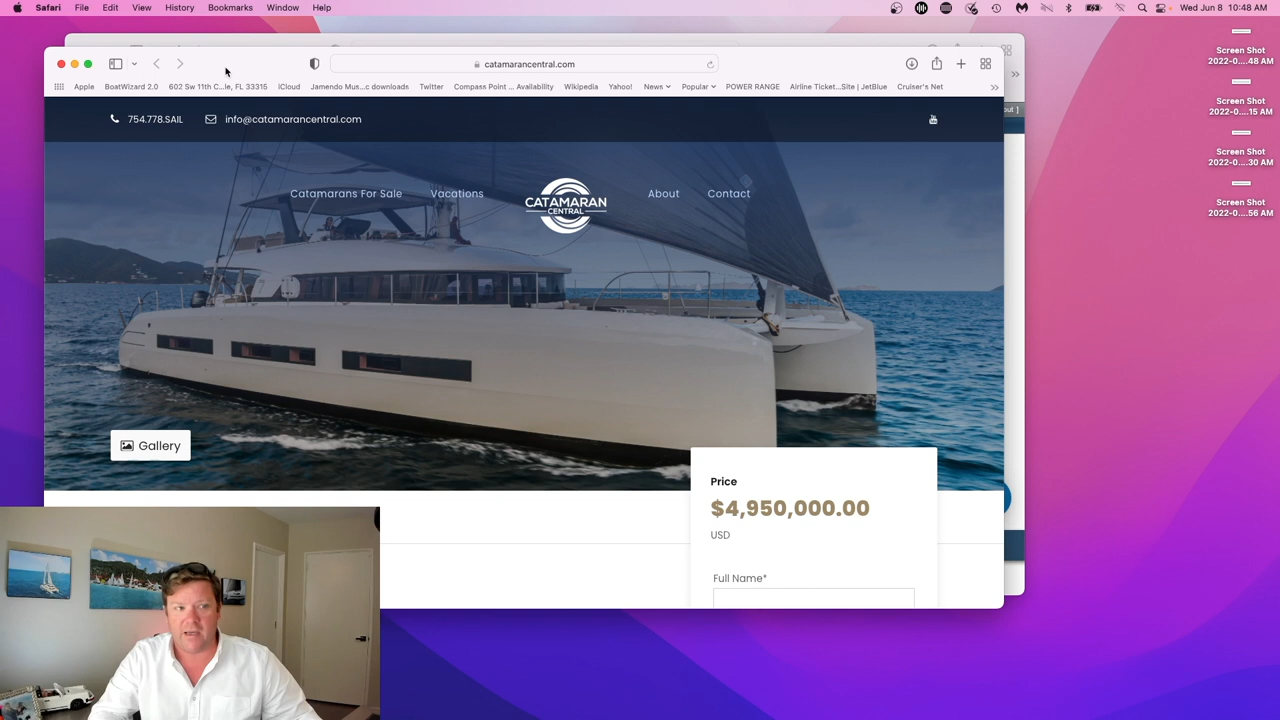 Safari File Edit View History Bookmarks Window Help Wed Jun 8 10:48 AM
Screen Shot
2022-0....48 AM
Screen Shot
2022-0....15 AM
Screen Shot
2022-0....30 AM
Screen Shot
2022-0....56 AM
catamarancentral.com
Apple BoatWizard 2.0 602 Sw 11th C...le, FL 33315 iCloud Jamendo Mus...c downloads Twitter Compass Point ... Availability Wikipedia Yahoo! News Popular POWER RANGE Airline Ticket...Site | JetBlue Cruiser's Net
out ]
754.778.SAIL info@catamarancentral.com
Catamarans For Sale Vacations About Contact
CATAMARAN
CENTRAL
Gallery
Price
$4,950,000.00
USD
Full Name*